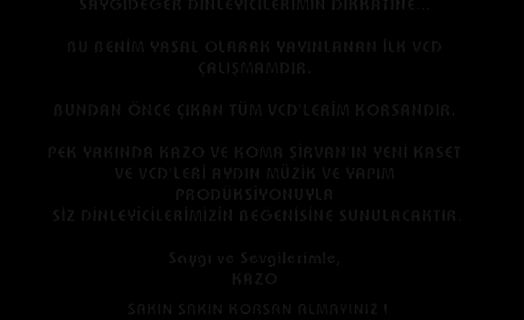 SAYGIDEĞER DİNLEYİCİLERİMİN DİKKATİNE...
BU BENİM YASAL OLARAK YAYINLANAN İLK VCD
ÇALIŞMAMDIR.
BUNDAN ÖNCE ÇIKAN TÜM VCD'LERİM KORSANDIR.
PEK YAKINDA KAZO VE KOMA ŞİRVAN IN YENİ KASET
VE VCD'LERİ AYDIN MÜZİK VE YAPIM
PRODÜKSİYONUYLA
SİZ DİNLEYİCİLERİMİZİN BEĞENİSİNE SUNULACAKTIR.
Saygı ve Sevgilerimle,
KAZO
SAKIN SAKIN KORSAN ALMAYINIZ !